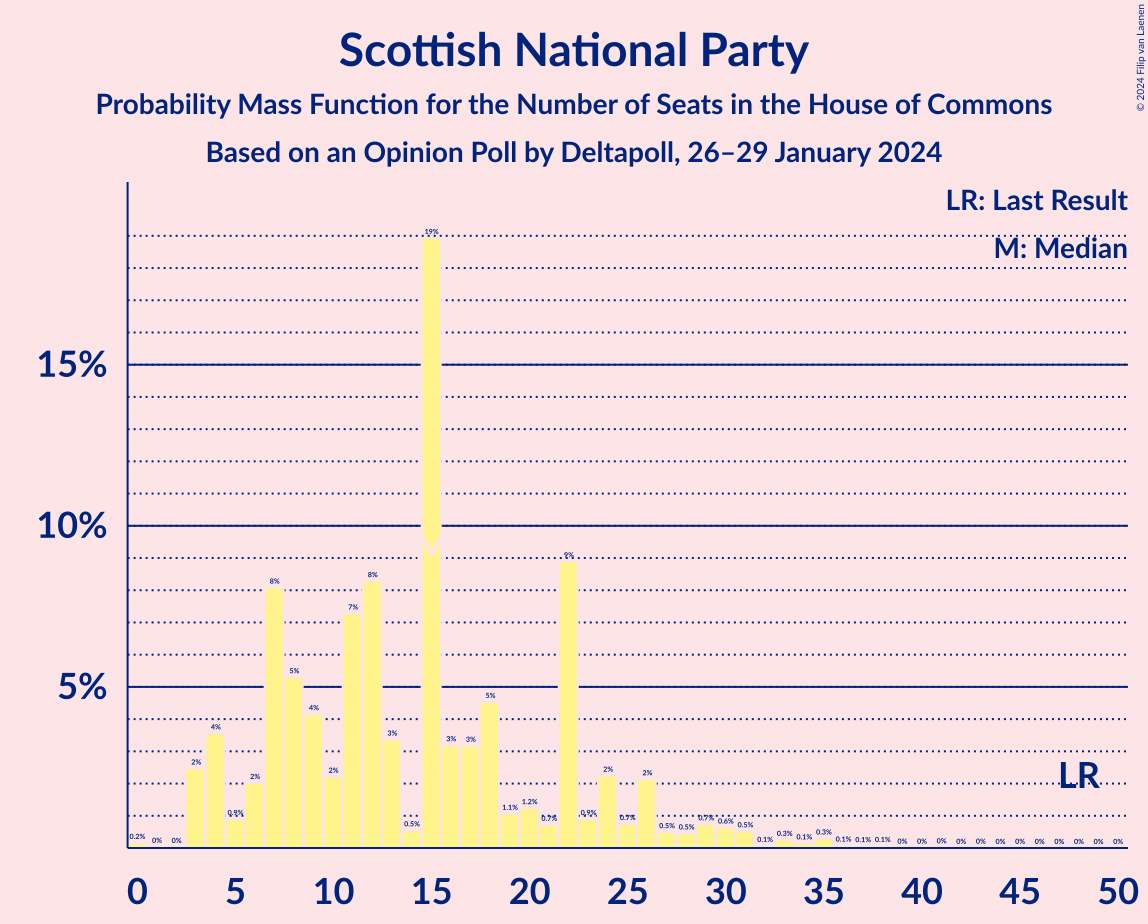 Scottish National Party
Probability Mass Function for the Number of Seats in the House of Commons
Based on an Opinion Poll by Deltapoll, 26–29 January 2024
© 2024 Filip van Laenen
LR: Last Result
M: Median
15%
10%
5%
0.2% 0% 0% 2% 4% 0.9% 2% 8% 5% 4% 2% 7% 8% 3% 0.5% 19% 3% 3% 5% 1.1% 1.2% 0.7% 9% 0.9% 2% 0.7% 2% 0.5% 0.5% 0.7% 0.6% 0.5% 0.1% 0.3% 0.1% 0.3% 0.1% 0.1% 0.1% 0% 0% 0% 0% 0% 0% 0% 0% 0% 0% 0% 0%
LR
0 5 10 15 20 25 30 35 40 45 50